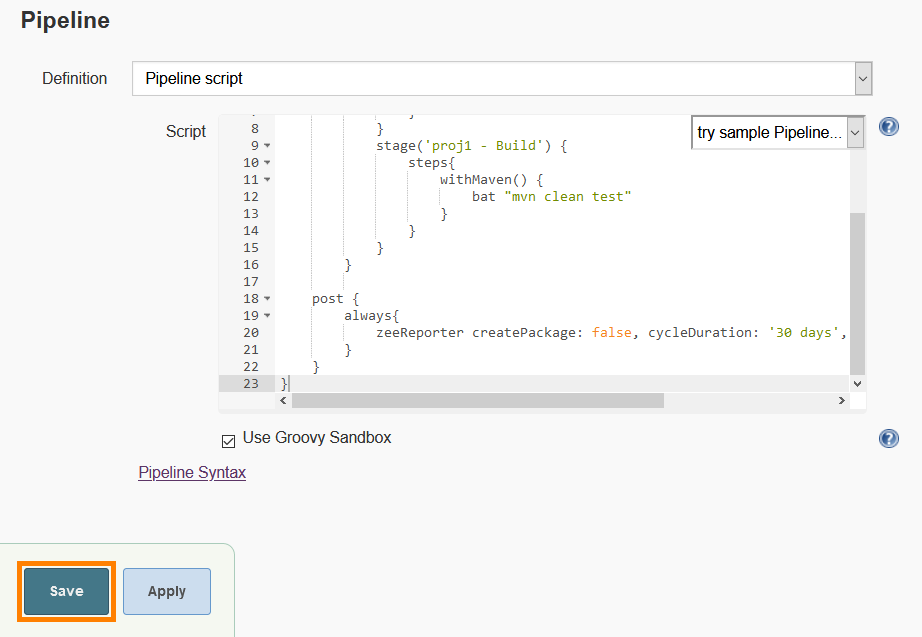 Pipeline
Definition
Pipeline script
Script
try sample Pipeline...
8 }
9 stage('proj1 - Build') {
10 steps{
11 withMaven() {
12 bat "mvn clean test"
13 }
14 }
15 }
16 }
17
18 post {
19 always{
20 zeeReporter createPackage: false, cycleDuration: '30 days',
21 }
22 }
23 }
Use Groovy Sandbox
Pipeline Syntax
Save
Apply